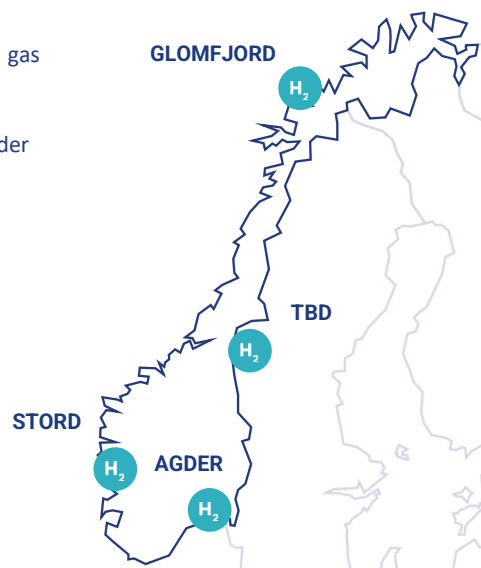 gas
GLOMFJORD
H₂
der
TBD
H₂
STORD
AGDER
H₂
H₂